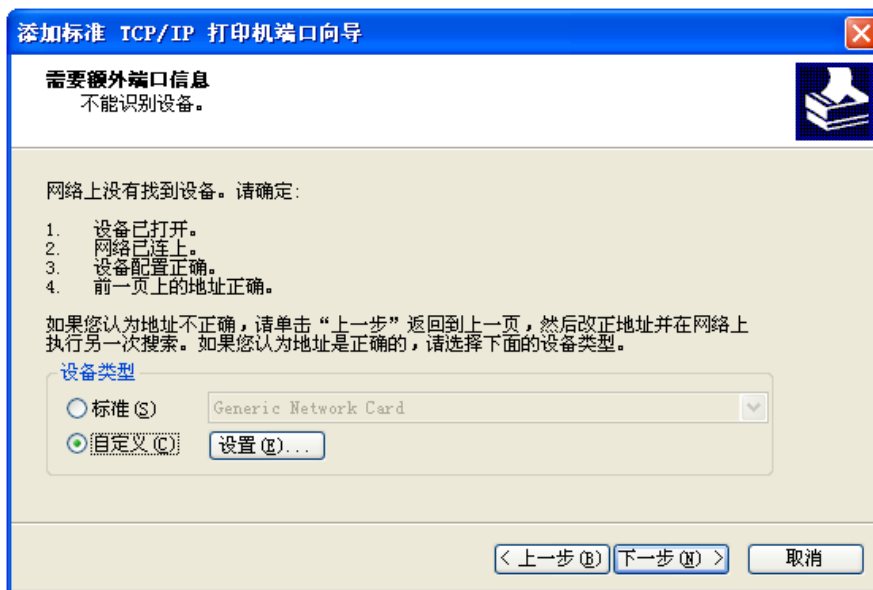 添加标准 TCP/IP 打印机端口向导
需要额外端口信息
不能识别设备。
网络上没有找到设备。请确定:
1. 设备已打开。
2. 网络已连上。
3. 设备配置正确。
4. 前一页上的地址正确。
如果您认为地址不正确,请单击“上一步”返回到上一页,然后改正地址并在网络上
执行另一次搜索。如果您认为地址是正确的,请选择下面的设备类型。
设备类型
标准(S) Generic Network Card
自定义(C) 设置(E)...
< 上一步(B) 下一步(N) > 取消